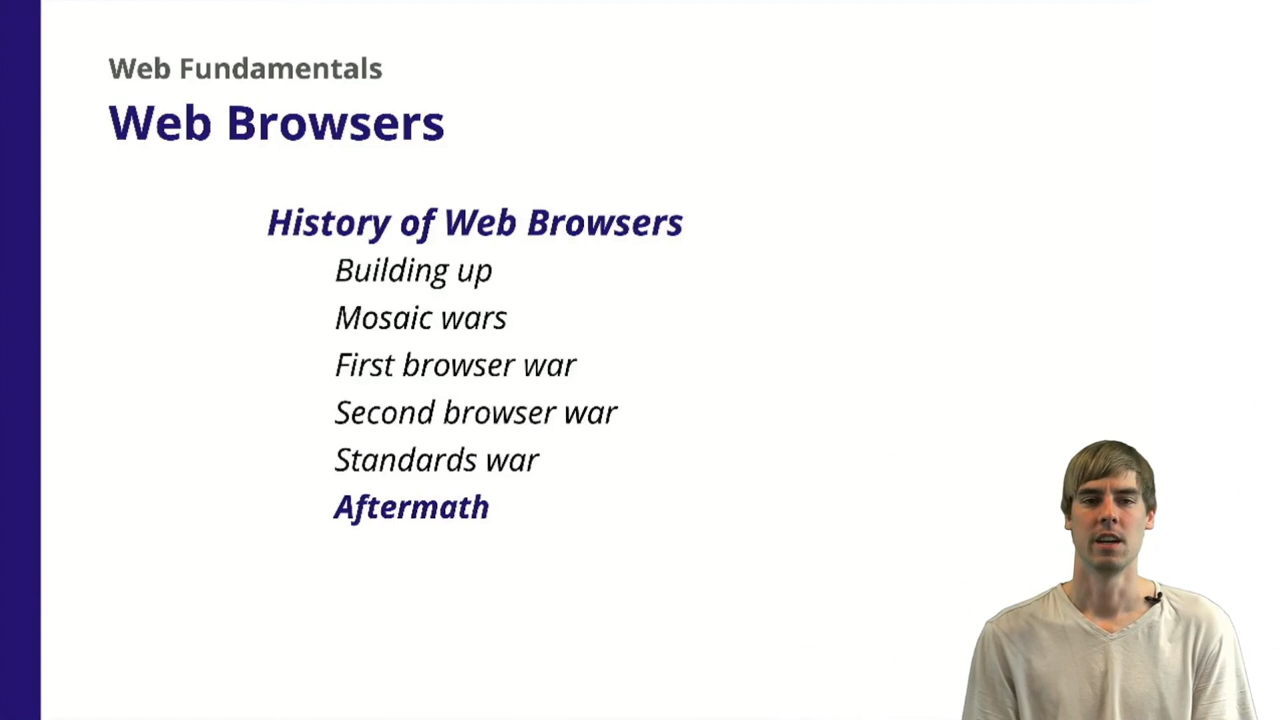 Web Fundamentals
Web Browsers
History of Web Browsers
Building up
Mosaic wars
First browser war
Second browser war
Standards war
Aftermath